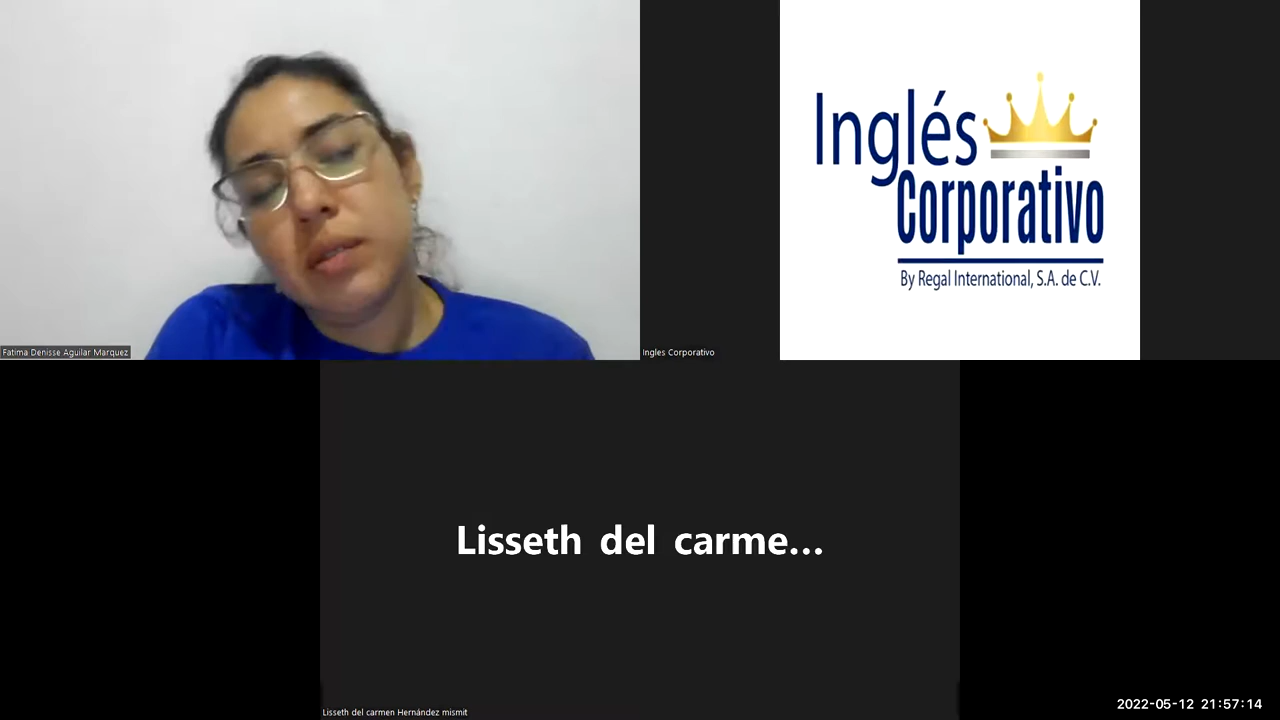 Inglés
Corporativo
By Regal International, S.A. de C.V.
Fatima Denisse Aguilar Marquez
Ingles Corporativo
Lisseth del carme...
Lisseth del carmen Hernández mismit
2022-05-12 21:57:14